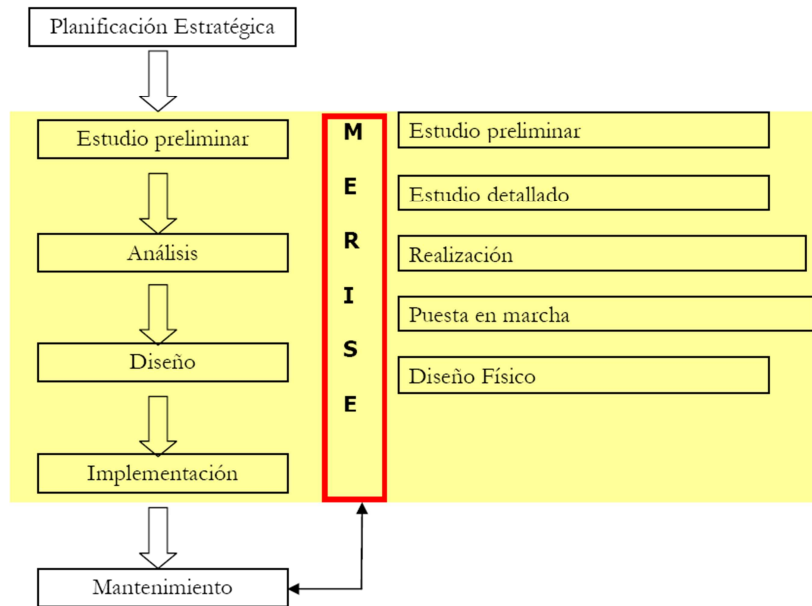 Planificación Estratégica
Estudio preliminar
Análisis
Diseño
Implementación
Mantenimiento
M
E
R
I
S
E
Estudio preliminar
Estudio detallado
Realización
Puesta en marcha
Diseño Físico